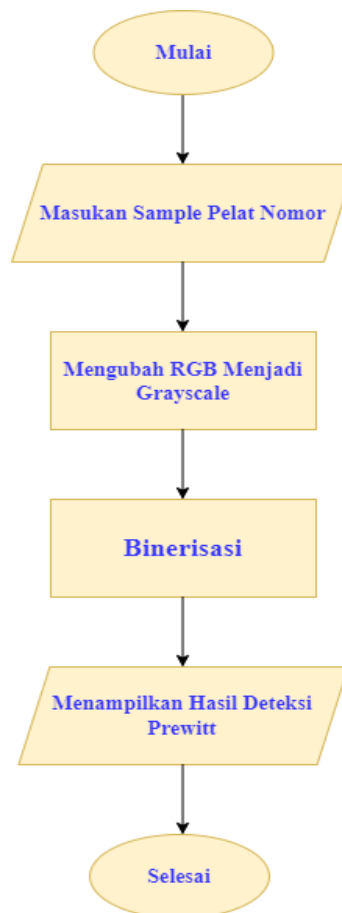 Mulai
Masukan Sample Pelat Nomor
Mengubah RGB Menjadi
Grayscale
Binerisasi
Menampilkan Hasil Deteksi
Prewitt
Selesai